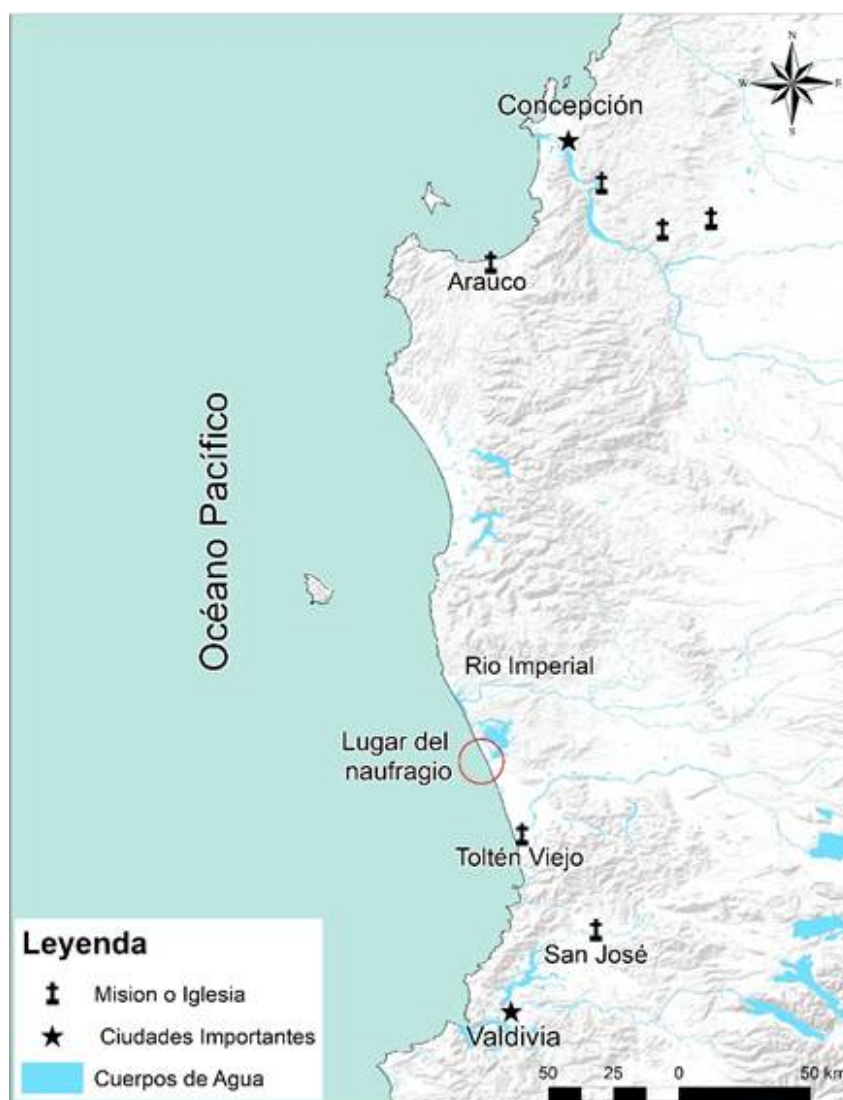 N
W
E
S
Concepción
Arauco
Océano Pacífico
Rio Imperial
Lugar del
naufragio
Toltén Viejo
San José
Valdivia
Leyenda
Mision o Iglesia
Ciudades Importantes
Cuerpos de Agua
50 25 0 50 km